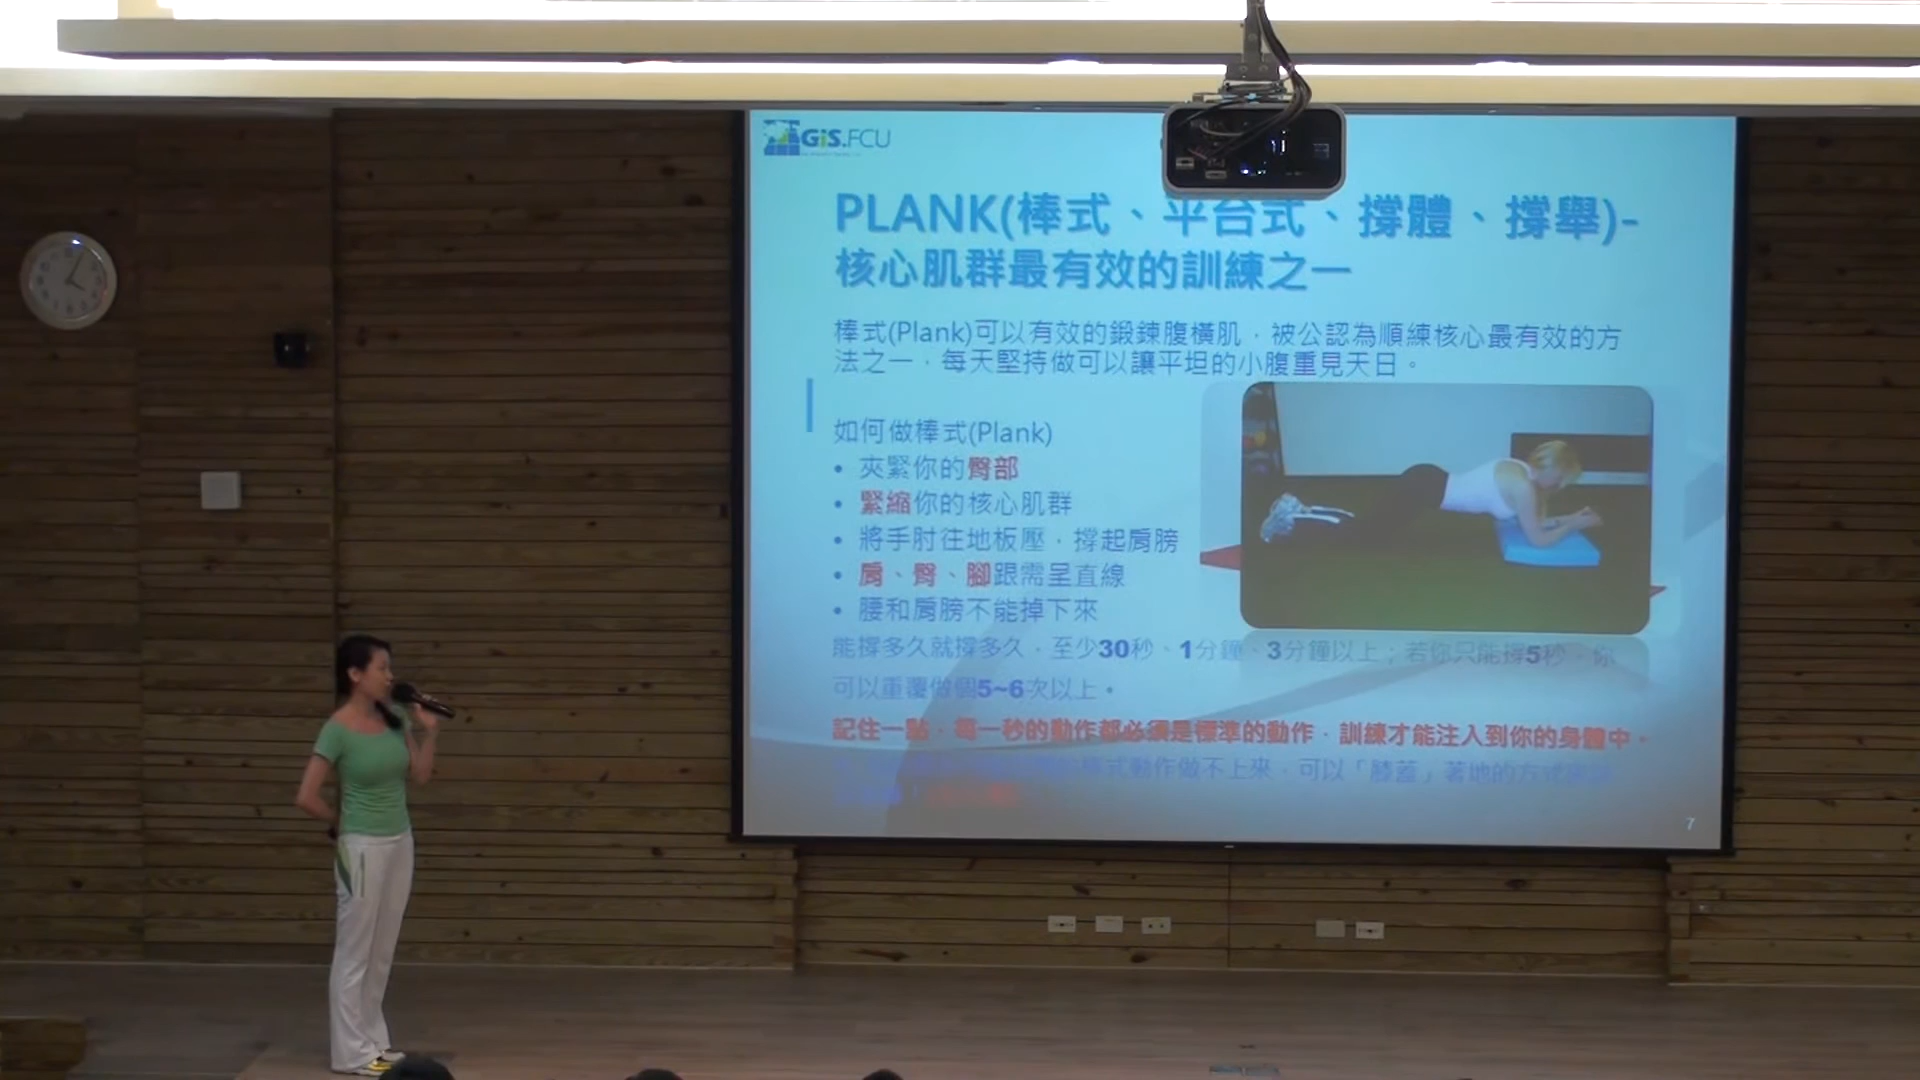 GIS.FCU
PLANK(棒式、平台式、撐體、撐舉)-
核心肌群最有效的訓練之一
棒式(Plank)可以有效的鍛鍊腹橫肌，被公認為順練核心最有效的方
法之一，每天堅持做可以讓平坦的小腹重見天日。
如何做棒式(Plank)
• 夾緊你的臀部
• 緊縮你的核心肌群
• 將手肘往地板壓，撐起肩膀
• 肩、臀、腳跟需呈直線
• 腰和肩膀不能掉下來
能撐多久就撐多久，至少30秒、1分鐘、3分鐘以上；若你只能撐5秒，你
可以重覆做個5~6次以上。
記住一點，每一秒的動作都必須是標準的動作，訓練才能注入到你的身體中。
棒式動作做不上來，可以「膝蓋」著地的方式
7